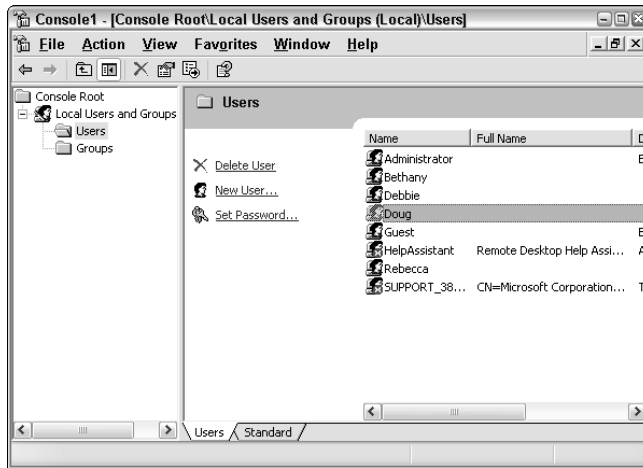 Console1 - [Console Root\Local Users and Groups (Local)\Users]
File Action View Favorites Window Help
Console Root
Local Users and Groups
Users
Groups
Users
Delete User
New User...
Set Password...
Name Full Name
Administrator
Bethany
Debbie
Doug
Guest
HelpAssistant Remote Desktop Help Assi...
Rebecca
SUPPORT_38... CN=Microsoft Corporation...
Users Standard